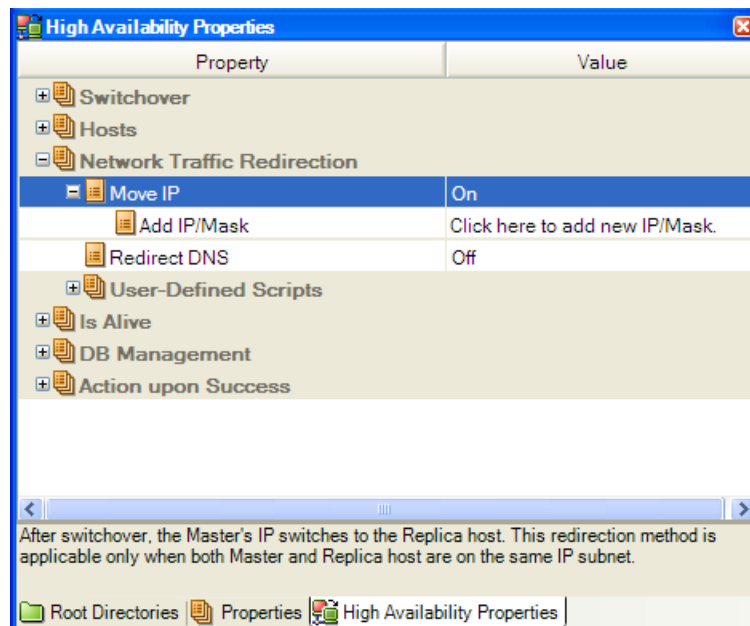 High Availability Properties
Property Value
Switchover
Hosts
Network Traffic Redirection
Move IP On
Add IP/Mask Click here to add new IP/Mask.
Redirect DNS Off
User-Defined Scripts
Is Alive
DB Management
Action upon Success
After switchover, the Master's IP switches to the Replica host. This redirection method is
applicable only when both Master and Replica host are on the same IP subnet.
Root Directories Properties High Availability Properties